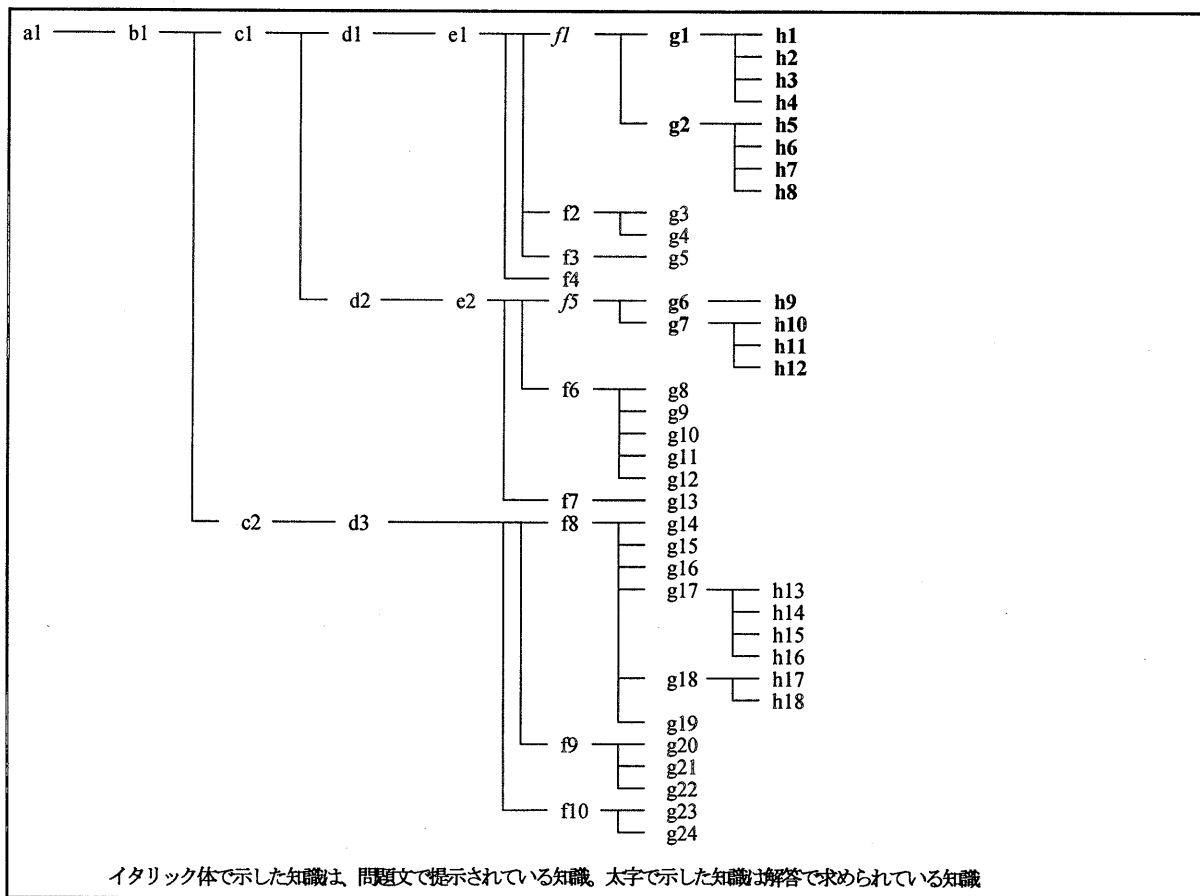 a1 b1 c1 d1 e1 f1 g1 h1
h2
h3
h4
g2 h5
h6
h7
h8
f2 g3
g4
f3 g5
f4
d2 e2 f5 g6 h9
g7 h10
h11
h12
f6 g8
g9
g10
g11
g12
f7 g13
c2 d3 f8 g14
g15
g16
g17 h13
h14
h15
h16
g18 h17
h18
g19
f9 g20
g21
g22
f10 g23
g24
イタリック体で示した知識は、問題文で提示されている知識。太字で示した知識は解答で求められている知識